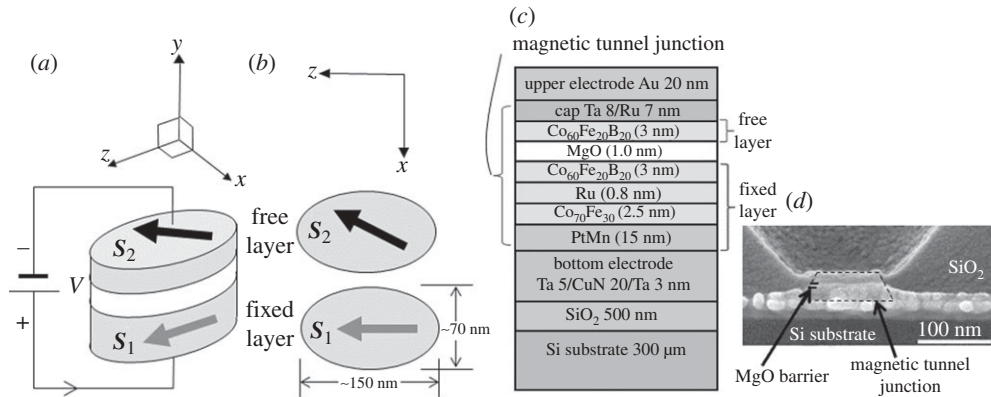 (a)
y
z
x
−
V
+
S₂
S₁
free
layer
fixed
layer
(b)
z
x
S₂
S₁
~70 nm
~150 nm
(c)
magnetic tunnel junction
upper electrode Au 20 nm
cap Ta 8/Ru 7 nm
Co₆₀Fe₂₀B₂₀ (3 nm)
MgO (1.0 nm)
Co₆₀Fe₂₀B₂₀ (3 nm)
Ru (0.8 nm)
Co₇₀Fe₃₀ (2.5 nm)
PtMn (15 nm)
bottom electrode
Ta 5/CuN 20/Ta 3 nm
SiO₂ 500 nm
Si substrate 300 µm
free
layer
fixed
layer
(d)
SiO₂
Si substrate
100 nm
MgO barrier
magnetic tunnel
junction